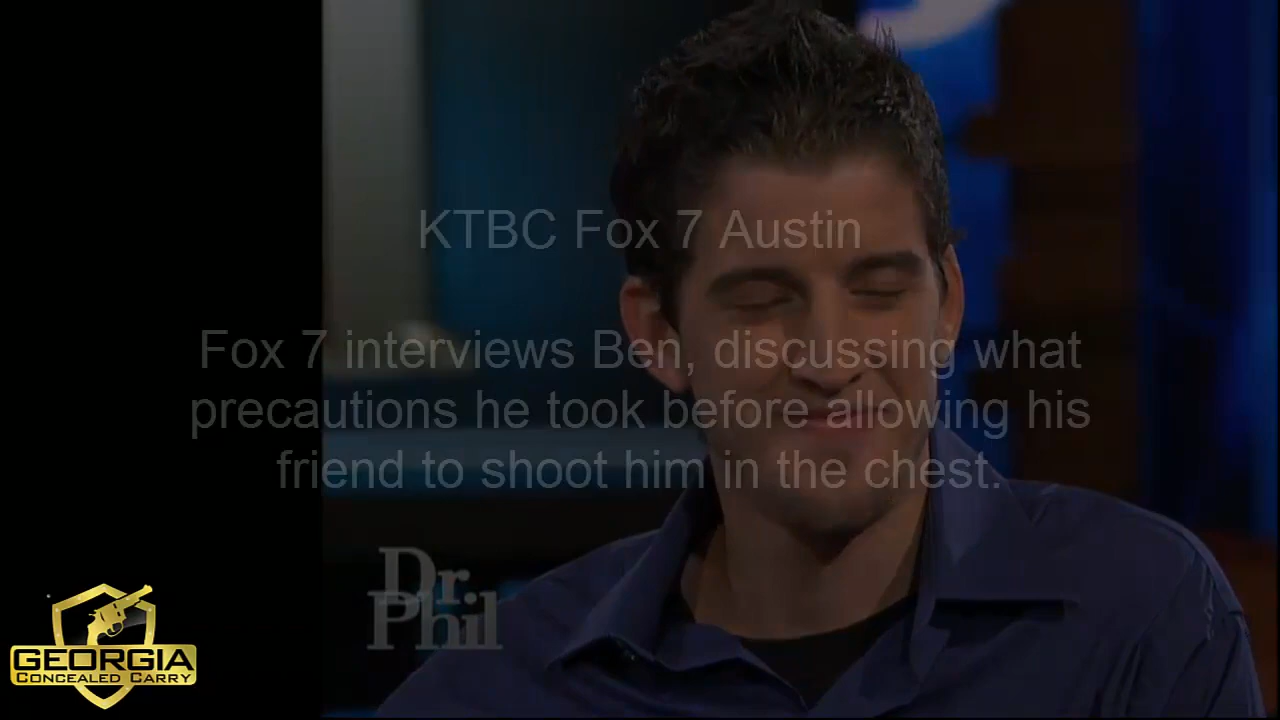 KTBC Fox 7 Austin
Fox 7 interviews Ben, discussing what
precautions he took before allowing his
friend to shoot him in the chest.
Dr.
Phil
GEORGIA
CONCEALED CARRY